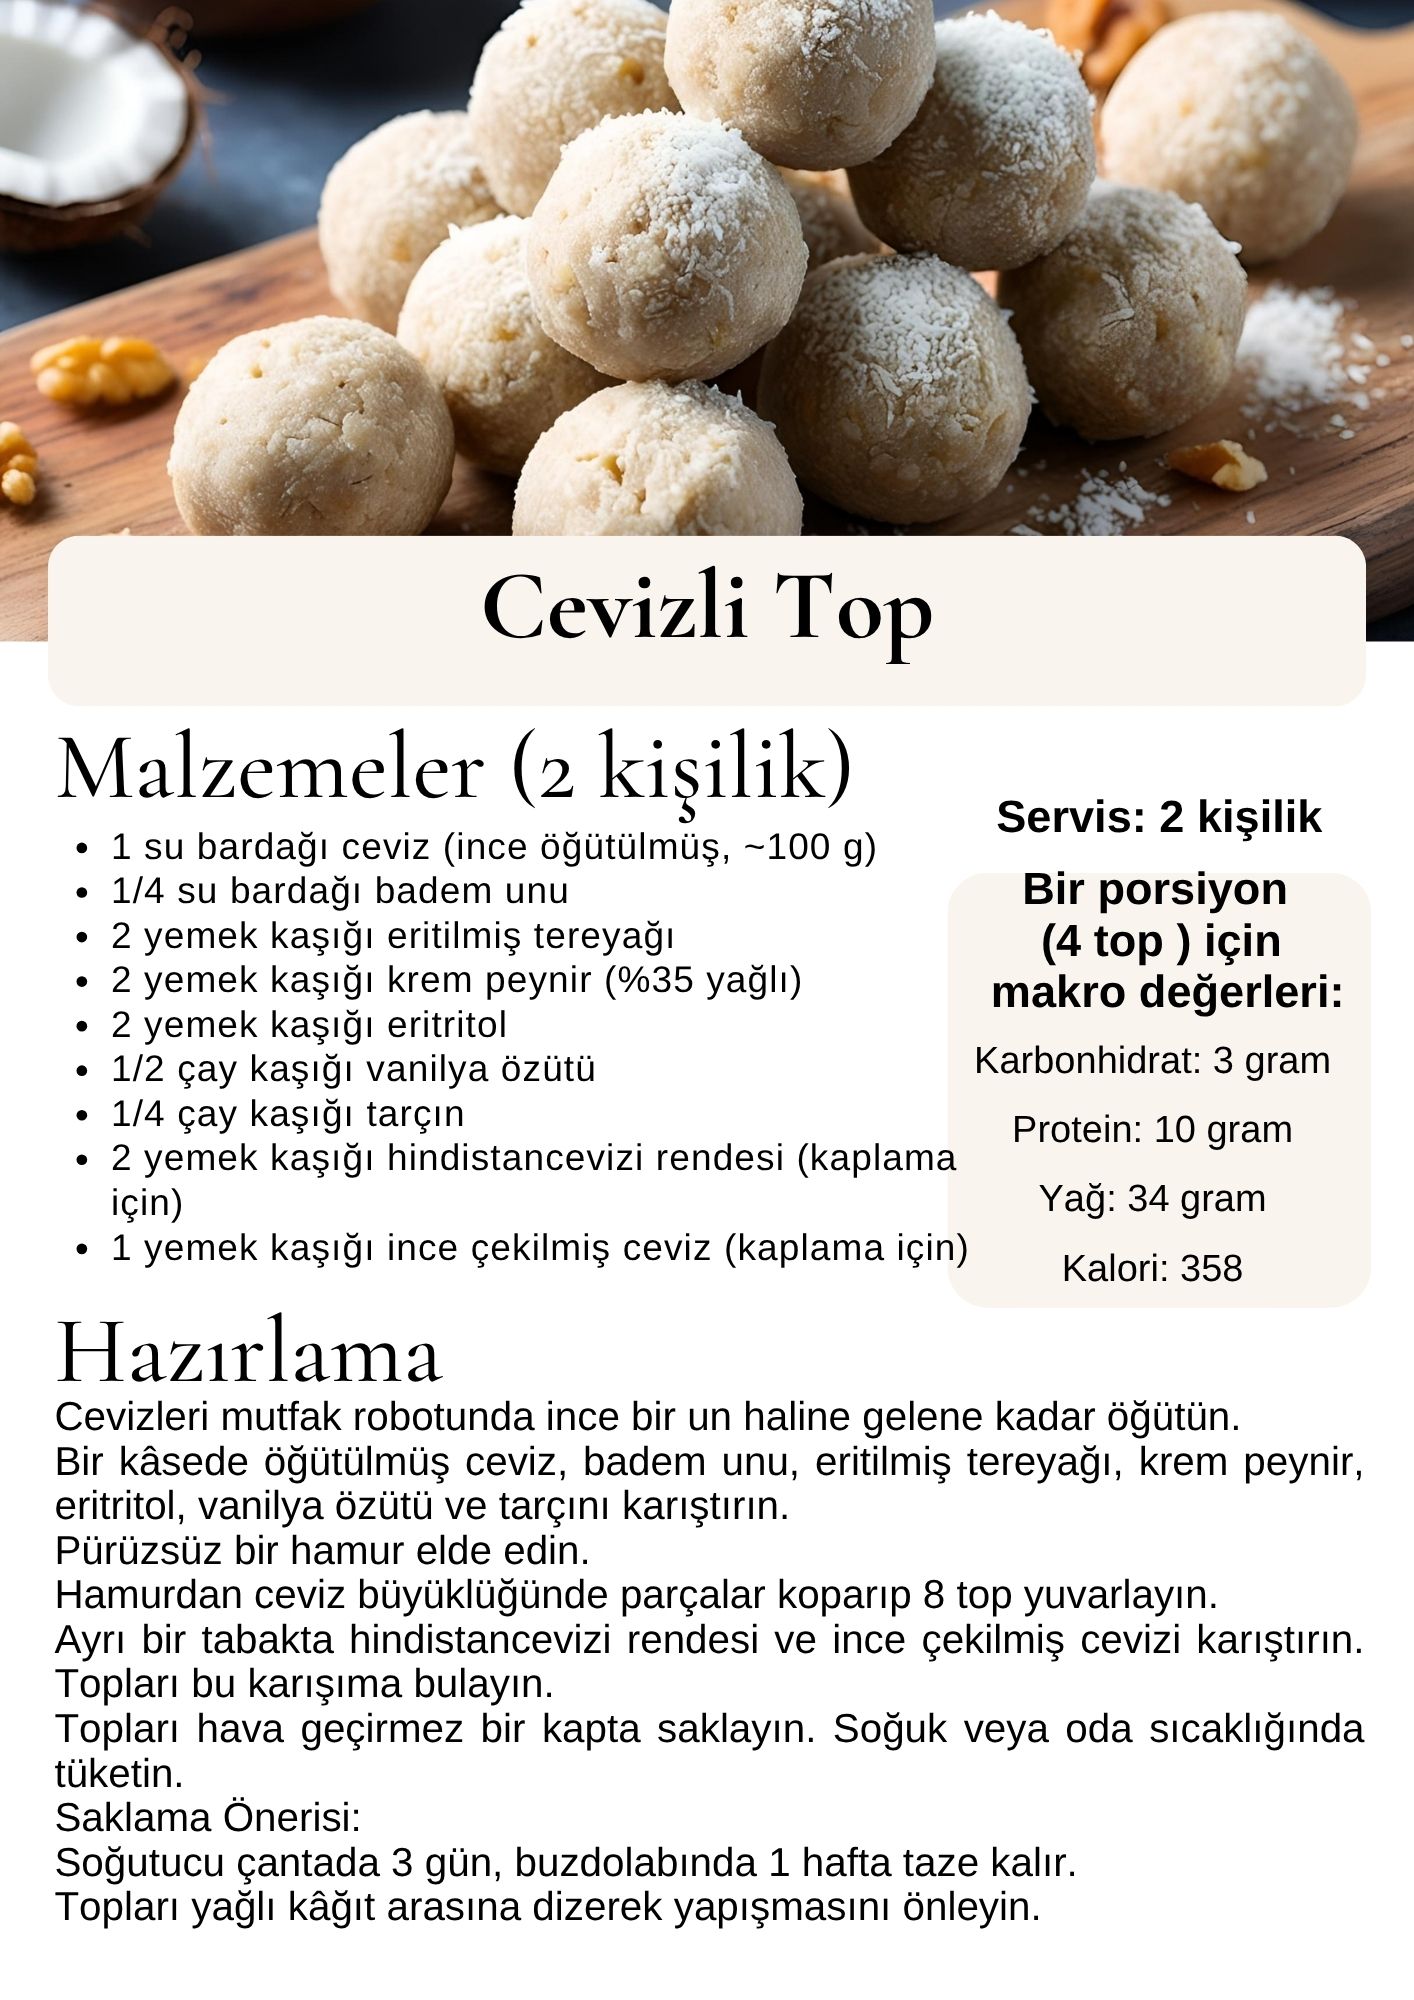 Cevizli Top
Malzemeler (2 kişilik)
1 su bardağı ceviz (ince öğütülmüş, ~100 g)
1/4 su bardağı badem unu
2 yemek kaşığı eritilmiş tereyağı
2 yemek kaşığı krem peynir (%35 yağlı)
2 yemek kaşığı eritritol
1/2 çay kaşığı vanilya özütü
1/4 çay kaşığı tarçın
2 yemek kaşığı hindistancevizi rendesi (kaplama
için)
1 yemek kaşığı ince çekilmiş ceviz (kaplama için)
Servis: 2 kişilik
Bir porsiyon
(4 top ) için
makro değerleri:
Karbonhidrat: 3 gram
Protein: 10 gram
Yağ: 34 gram
Kalori: 358
Hazırlama
Cevizleri mutfak robotunda ince bir un haline gelene kadar öğütün.
Bir kâsede öğütülmüş ceviz, badem unu, eritilmiş tereyağı, krem peynir,
eritritol, vanilya özütü ve tarçını karıştırın.
Pürüzsüz bir hamur elde edin.
Hamurdan ceviz büyüklüğünde parçalar koparıp 8 top yuvarlayın.
Ayrı bir tabakta hindistancevizi rendesi ve ince çekilmiş cevizi karıştırın.
Topları bu karışıma bulayın.
Topları hava geçirmez bir kapta saklayın. Soğuk veya oda sıcaklığında
tüketin.
Saklama Önerisi:
Soğutucu çantada 3 gün, buzdolabında 1 hafta taze kalır.
Topları yağlı kâğıt arasına dizerek yapışmasını önleyin.